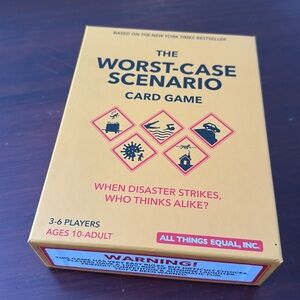 BASED ON THE NEW YORK TIMES BESTSELLER
THE
WORST-CASE
SCENARIO
CARD GAME
WHEN DISASTER STRIKES,
WHO THINKS ALIKE?
3-6 PLAYERS
AGES 10-ADULT
ALL THINGS EQUAL, INC.
WARNING!